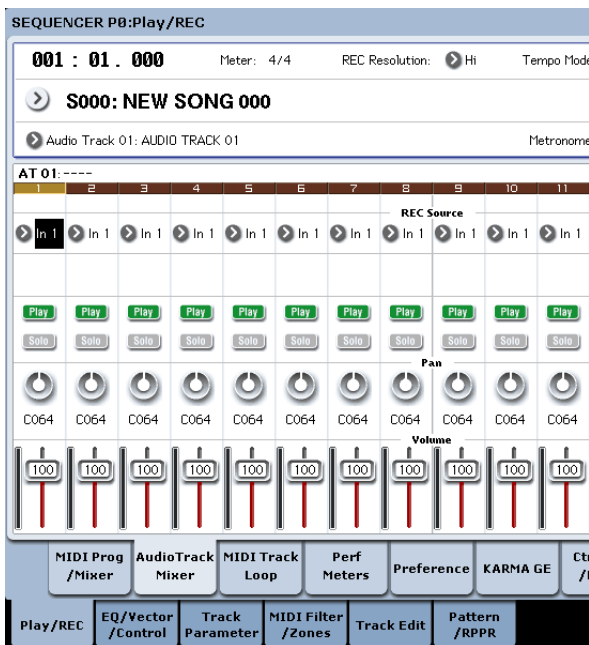 SEQUENCER P0:Play/REC
001 : 01 . 000 Meter: 4/4 REC Resolution: Hi Tempo Mode
S000: NEW SONG 000
Audio Track 01: AUDIO TRACK 01 Metronome
AT 01:----
1 2 3 4 5 6 7 8 9 10 11
REC Source
In 1 In 1 In 1 In 1 In 1 In 1 In 1 In 1 In 1 In 1 In 1
Play Play Play Play Play Play Play Play Play Play Play
Solo Solo Solo Solo Solo Solo Solo Solo Solo Solo Solo
Pan
C064 C064 C064 C064 C064 C064 C064 C064 C064 C064 C064
Volume
100 100 100 100 100 100 100 100 100 100 100
MIDI Prog AudioTrack MIDI Track Perf Preference KARMA GE
/Mixer Mixer Loop Meters
Play/REC EQ/Vector Track MIDI Filter Track Edit Pattern
/Control Parameter /Zones /RPPR